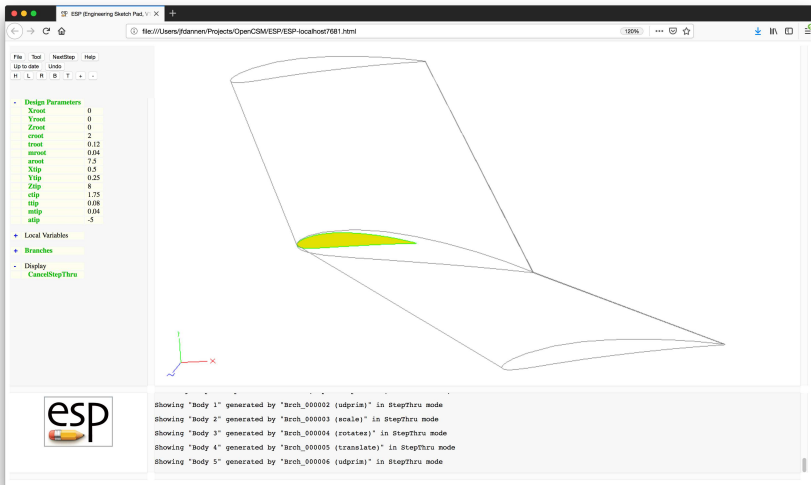 ESP (Engineering Sketch Pad, V
file:///Users/jfdannen/Projects/OpenCSM/ESP/ESP-localhost7681.html
120%
File Tool NextStep Help
Up to date Undo
H L R B T + -
- Design Parameters
Xroot 0
Yroot 0
Zroot 0
croot 2
troot 0.12
mroot 0.04
aroot 7.5
Xtip 0.5
Ytip 0.25
Ztip 8
ctip 1.75
ttip 0.08
mtip 0.04
atip -5
+ Local Variables
+ Branches
- Display
CancelStepThru
X
esp
Showing "Body 1" generated by "Brch_000002 (udprim)" in StepThru mode
Showing "Body 2" generated by "Brch_000003 (scale)" in StepThru mode
Showing "Body 3" generated by "Brch_000004 (rotatez)" in StepThru mode
Showing "Body 4" generated by "Brch_000005 (translate)" in StepThru mode
Showing "Body 5" generated by "Brch_000006 (udprim)" in StepThru mode